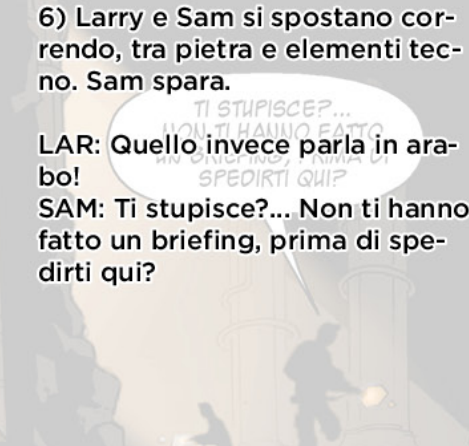 6) Larry e Sam si spostano cor-
rendo, tra pietra e elementi tec-
no. Sam spara.
TI STUPISCE?...
NON TI HANNO FATTO
UN BRIEFING, PRIMA DI
SPEDIRTI QUI?
LAR: Quello invece parla in ara-
bo!
SAM: Ti stupisce?... Non ti hanno
fatto un briefing, prima di spe-
dirti qui?